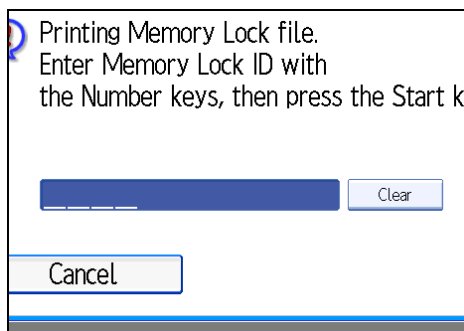 Printing Memory Lock file.
Enter Memory Lock ID with
the Number keys, then press the Start k
Clear
Cancel